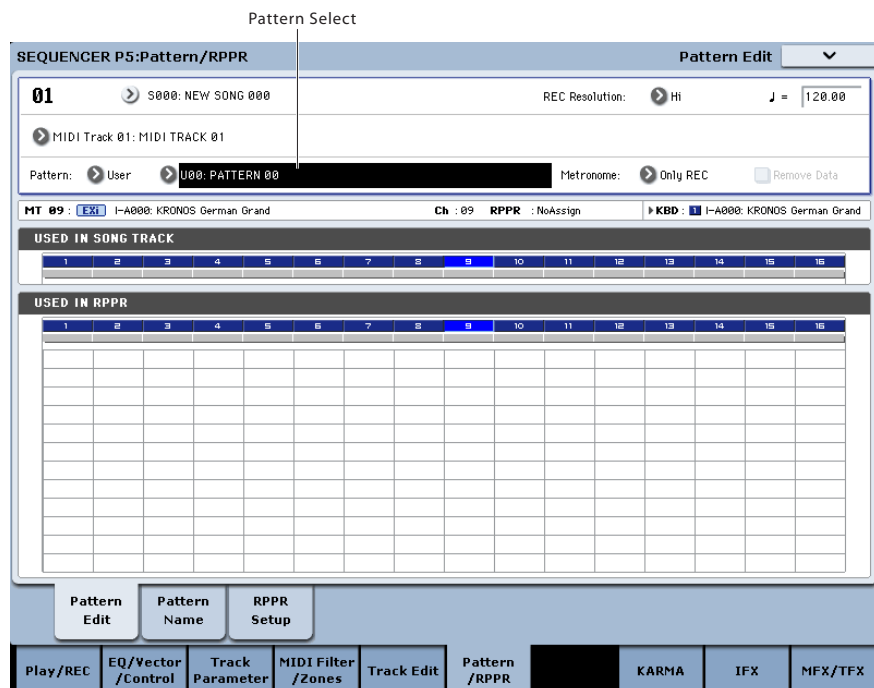 Pattern Select
SEQUENCER P5:Pattern/RPPR Pattern Edit
01 S000: NEW SONG 000 REC Resolution: Hi ♩ = 120.00
MIDI Track 01: MIDI TRACK 01
Pattern: User U00: PATTERN 00 Metronome: Only REC Remove Data
MT 09 : EXi I-A000: KRONOS German Grand Ch : 09 RPPR : NoAssign KBD : 1 I-A000: KRONOS German Grand
USED IN SONG TRACK
1 2 3 4 5 6 7 8 9 10 11 12 13 14 15 16
USED IN RPPR
1 2 3 4 5 6 7 8 9 10 11 12 13 14 15 16
Pattern Edit
Pattern Name
RPPR Setup
Play/REC
EQ/Vector /Control
Track Parameter
MIDI Filter /Zones
Track Edit
Pattern /RPPR
KARMA
IFX
MFX/TFX